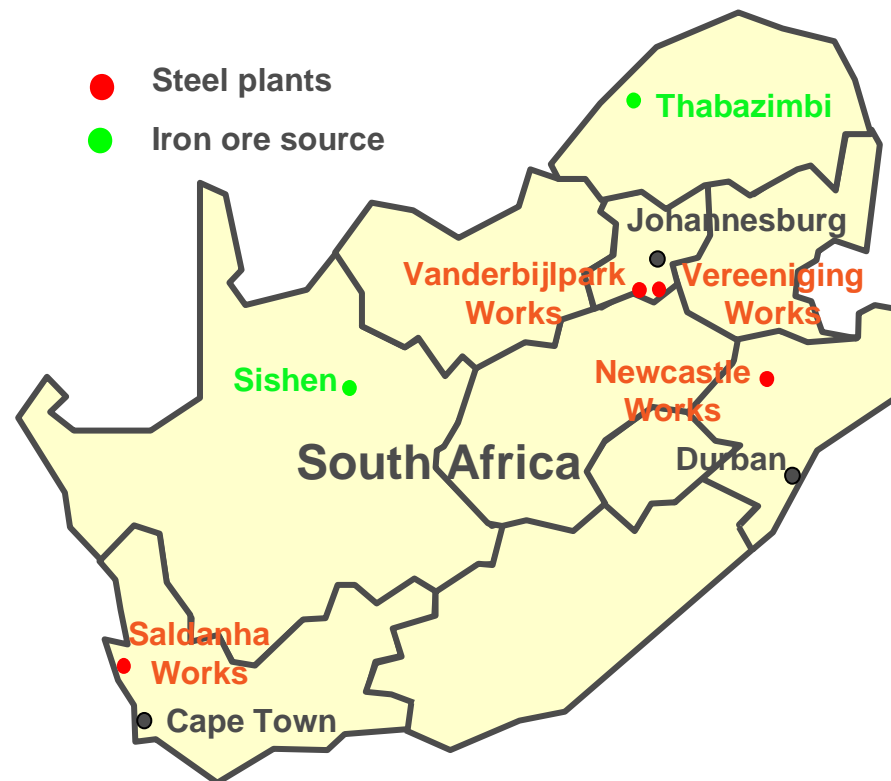 Steel plants
Iron ore source
Thabazimbi
Johannesburg
Vanderbijlpark
Works
Vereeniging
Works
Sishen
Newcastle
Works
South Africa
Durban
Saldanha
Works
Cape Town